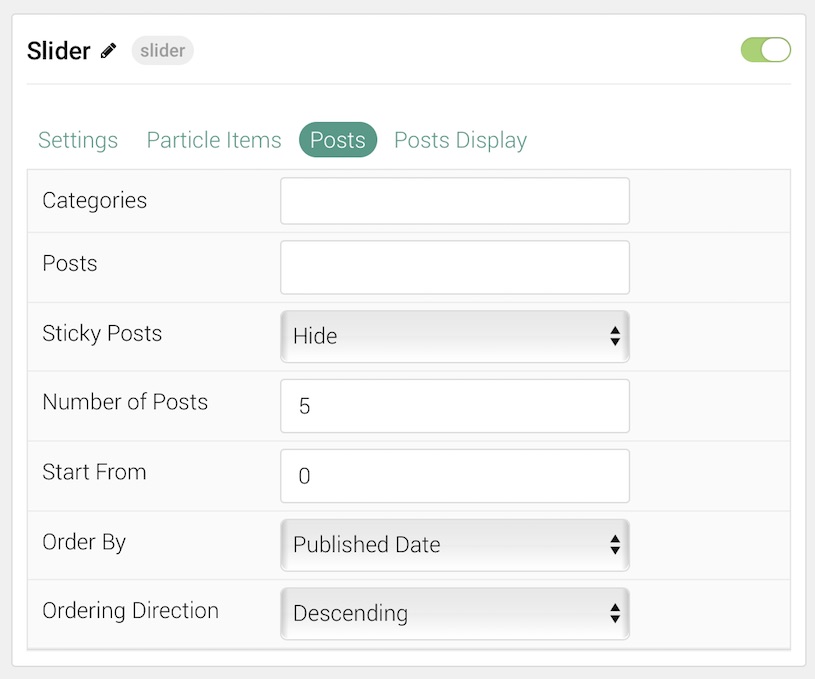 Slider slider
Settings Particle Items Posts Posts Display
Categories
Posts
Sticky Posts Hide
Number of Posts 5
Start From 0
Order By Published Date
Ordering Direction Descending